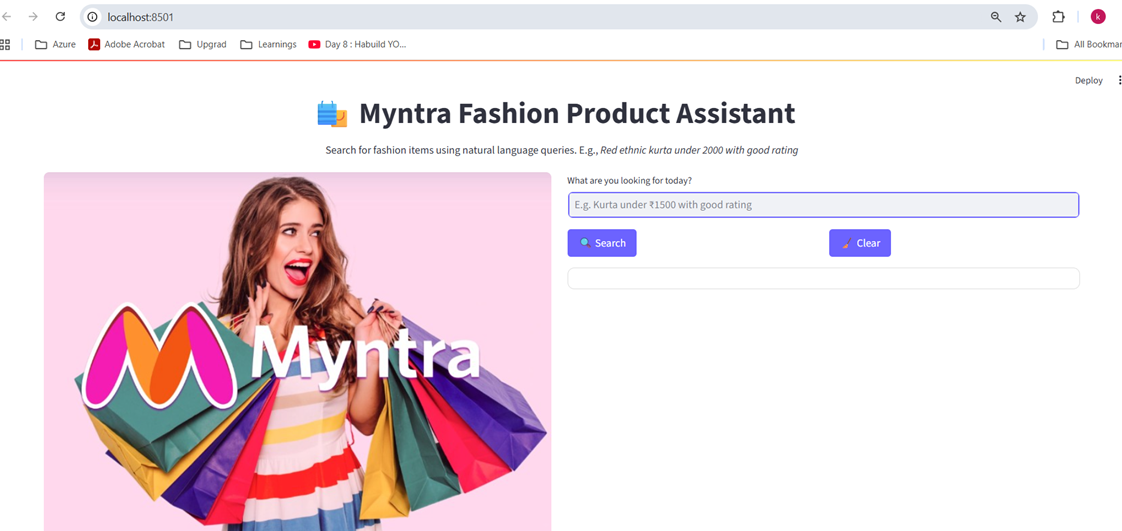 localhost:8501
Azure
Adobe Acrobat
Upgrad
Learnings
Day 8 : Habuild YO...
All Bookmar
Deploy
Myntra Fashion Product Assistant
Search for fashion items using natural language queries. E.g., Red ethnic kurta under 2000 with good rating
Myntra
What are you looking for today?
E.g. Kurta under ₹1500 with good rating
Search
Clear
k